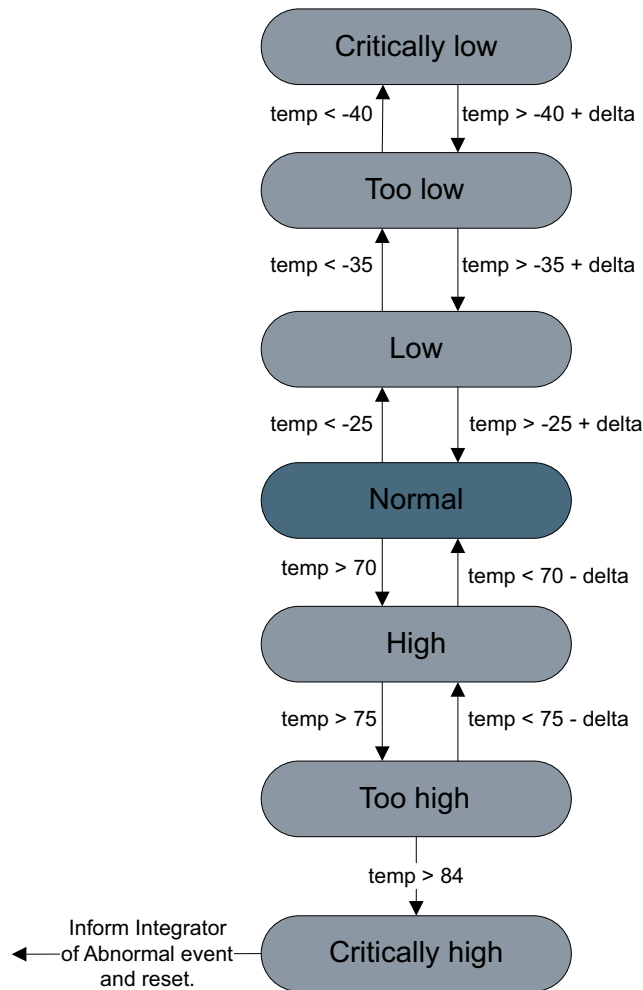 Critically low
temp < -40
temp > -40 + delta
Too low
temp < -35
temp > -35 + delta
Low
temp < -25
temp > -25 + delta
Normal
temp > 70
temp < 70 - delta
High
temp > 75
temp < 75 - delta
Too high
temp > 84
Inform Integrator
of Abnormal event
and reset.
Critically high